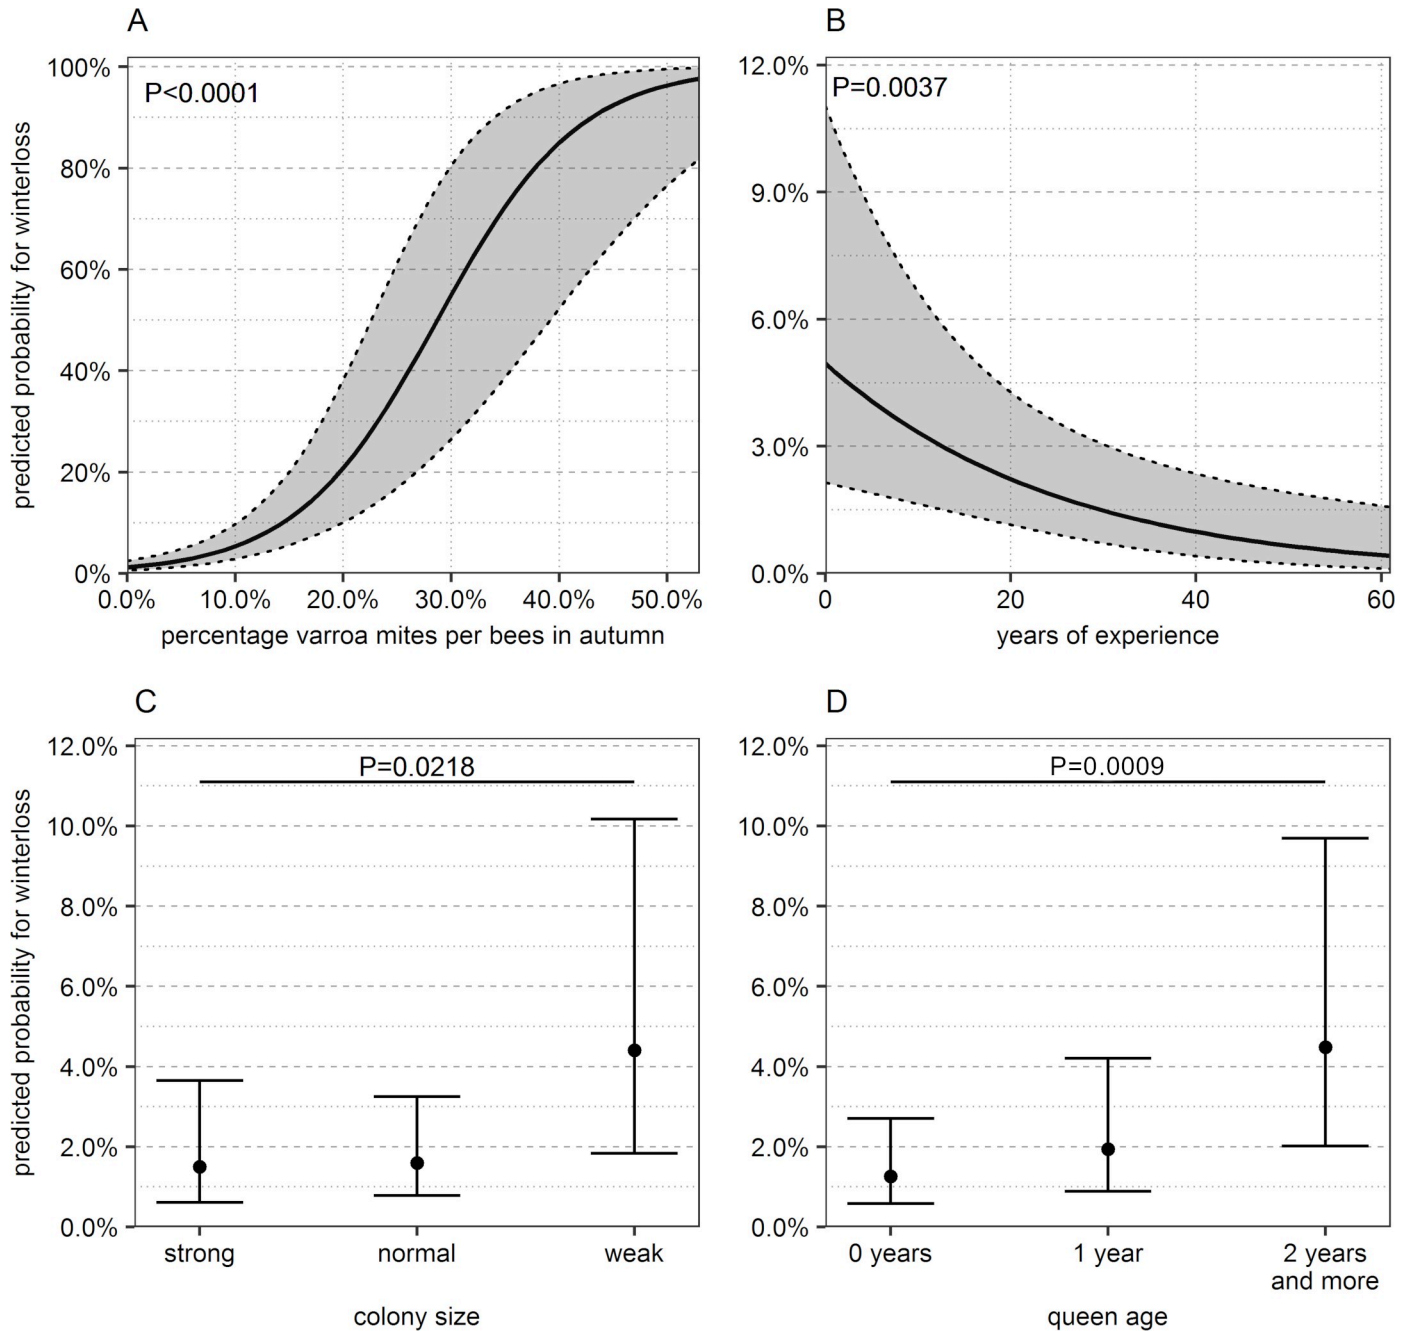 A
P<0.0001
predicted probability for winterloss
100%
80%
60%
40%
20%
0%
0.0% 10.0% 20.0% 30.0% 40.0% 50.0%
percentage varroa mites per bees in autumn
B
P=0.0037
12.0%
9.0%
6.0%
3.0%
0.0%
0 20 40 60
years of experience
C
P=0.0218
predicted probability for winterloss
12.0%
10.0%
8.0%
6.0%
4.0%
2.0%
0.0%
strong normal weak
colony size
D
P=0.0009
12.0%
10.0%
8.0%
6.0%
4.0%
2.0%
0.0%
0 years 1 year 2 years
and more
queen age